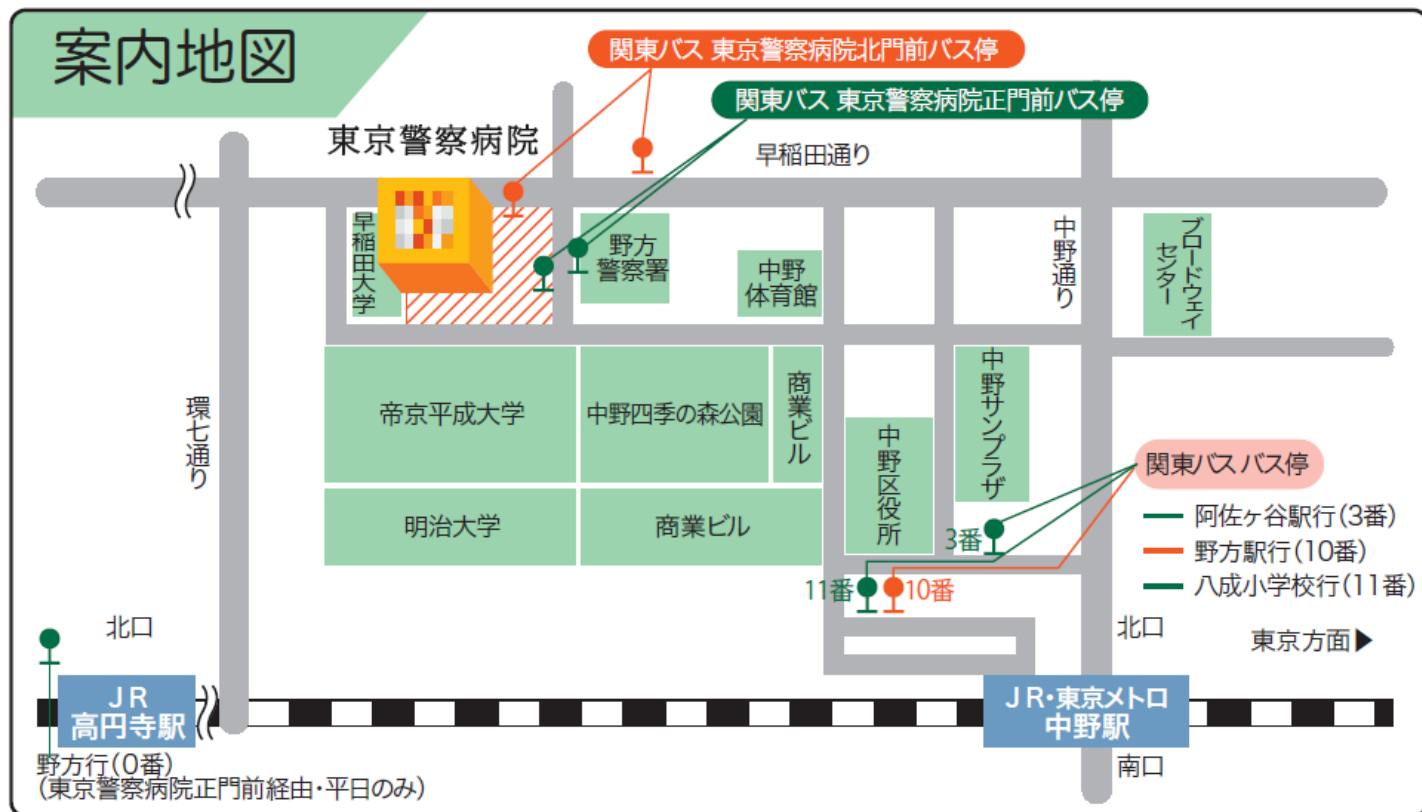 案内地図
関東バス 東京警察病院北門前バス停
関東バス 東京警察病院正門前バス停
東京警察病院
早稲田通り
早稲田大学
野方
警察署
中野
体育館
中野通り
ブロードウェイ
センター
環七通り
帝京平成大学
中野四季の森公園
商業ビル
中野サンプラザ
中野区役所
明治大学
商業ビル
関東バス バス停
阿佐ヶ谷駅行(3番)
野方駅行(10番)
八成小学校行(11番)
3番
11番
10番
北口
北口
東京方面▶
JR
高円寺駅
JR・東京メトロ
中野駅
南口
野方行(0番)
(東京警察病院正門前経由・平日のみ)